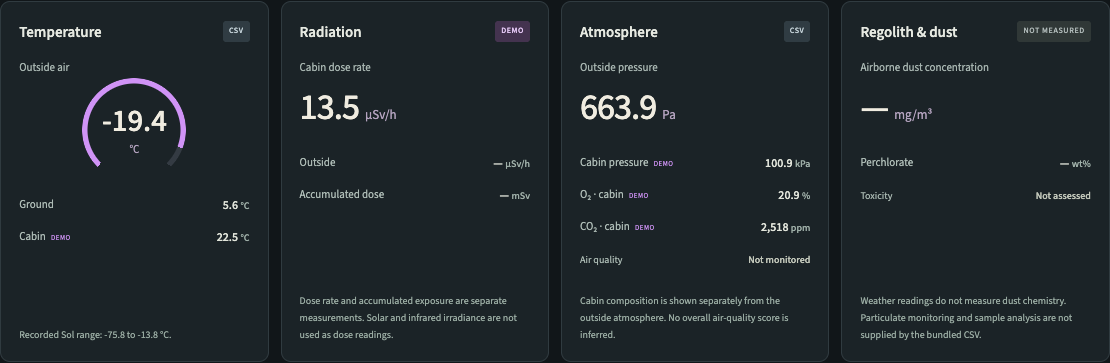 Temperature CSV
Outside air
-19.4
°C
Ground 5.6 °C
Cabin DEMO 22.5 °C
Recorded Sol range: -75.8 to -13.8 °C.
Radiation DEMO
Cabin dose rate
13.5 μSv/h
Outside — μSv/h
Accumulated dose — mSv
Dose rate and accumulated exposure are separate
measurements. Solar and infrared irradiance are not
used as dose readings.
Atmosphere CSV
Outside pressure
663.9 Pa
Cabin pressure DEMO 100.9 kPa
O₂ · cabin DEMO 20.9 %
CO₂ · cabin DEMO 2,518 ppm
Air quality Not monitored
Cabin composition is shown separately from the
outside atmosphere. No overall air-quality score is
inferred.
Regolith & dust NOT MEASURED
Airborne dust concentration
— mg/m³
Perchlorate — wt%
Toxicity Not assessed
Weather readings do not measure dust chemistry.
Particulate monitoring and sample analysis are not
supplied by the bundled CSV.